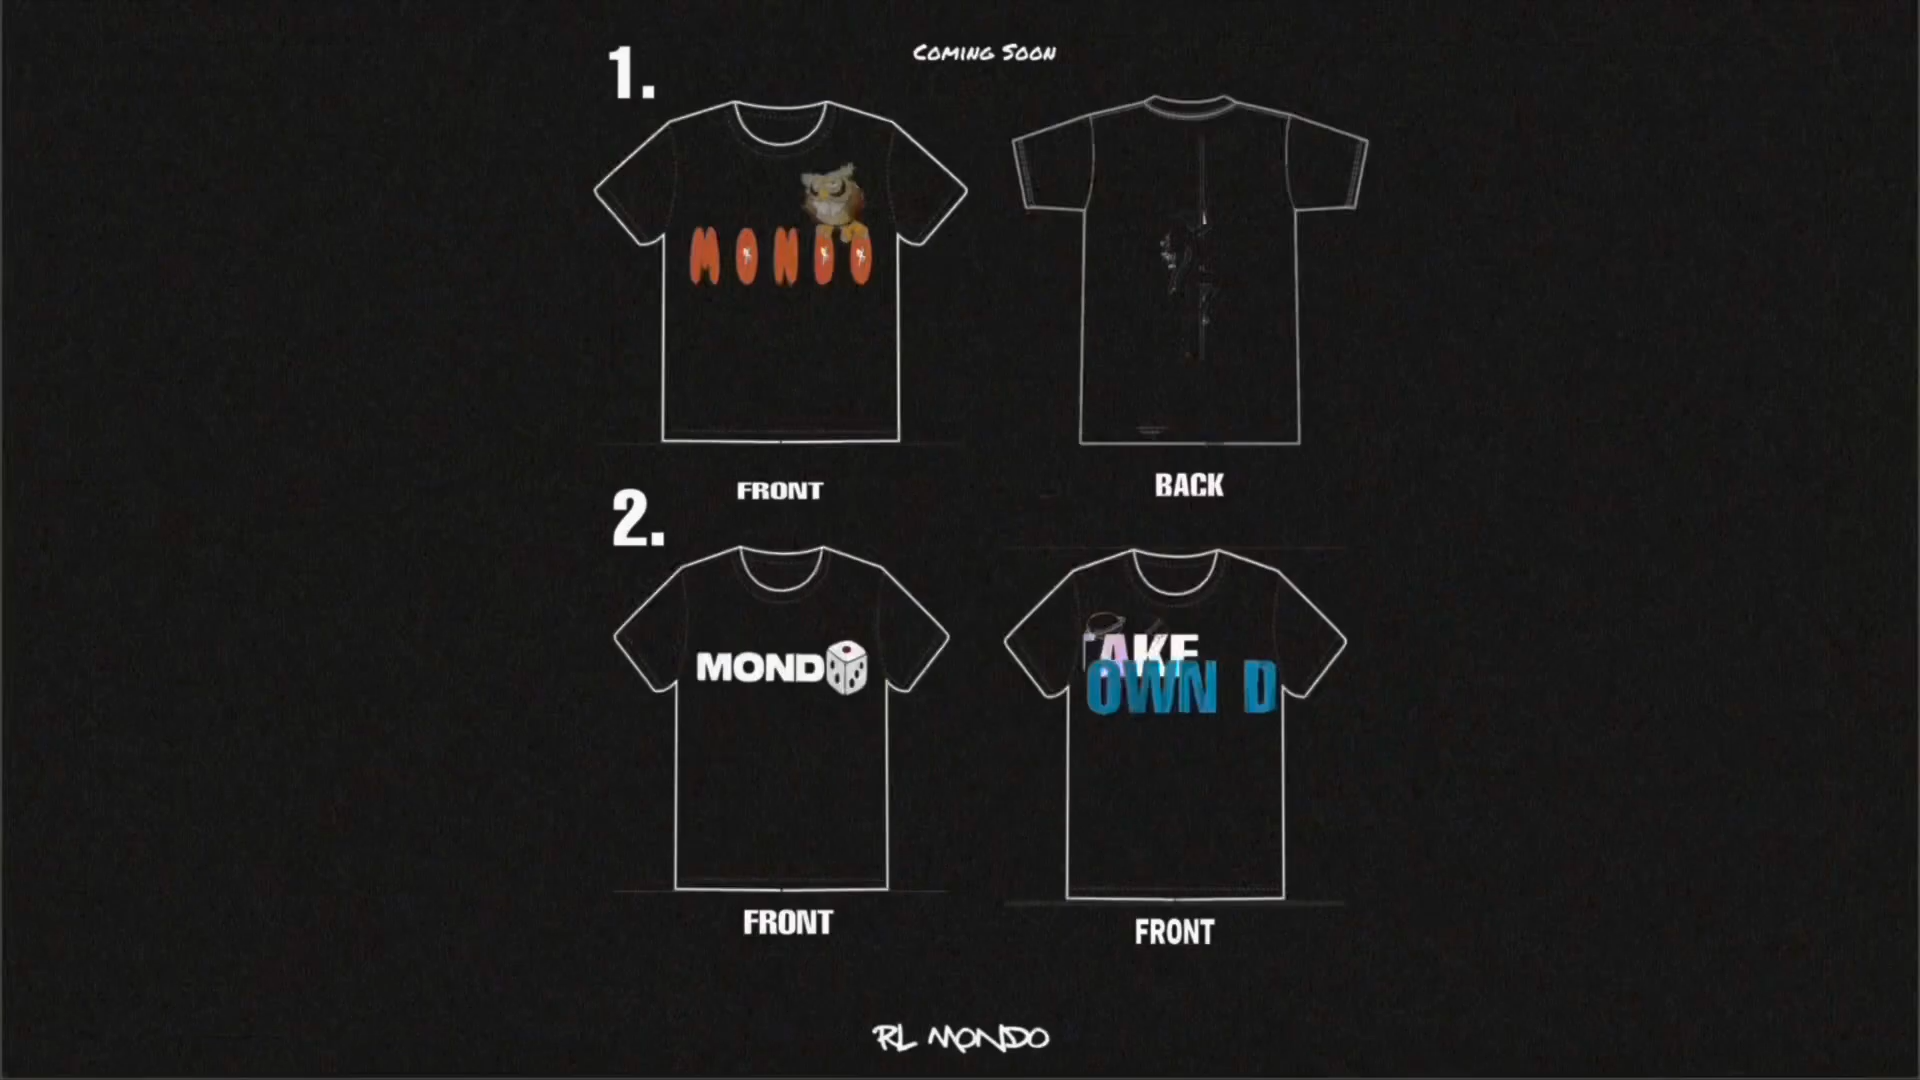 Coming Soon
1.
MONDO
FRONT
BACK
2.
MOND
AKE
OWN D
FRONT
FRONT
RL MONDO